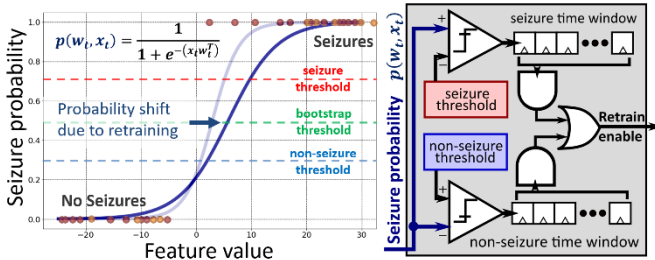 p(w_t, x_t) = 1 / (1 + e^{-(x_t w_t^T)})
Seizures
seizure
threshold
Probability shift
due to retraining
bootstrap
threshold
non-seizure
threshold
No Seizures
Seizure probability
1.0
0.8
0.6
0.4
0.2
0.0
−20
−10
0
10
20
30
Feature value
Seizure probability p(w_t, x_t)
seizure time window
+
−
seizure
threshold
Retrain
enable
non-seizure
threshold
+
−
non-seizure time window